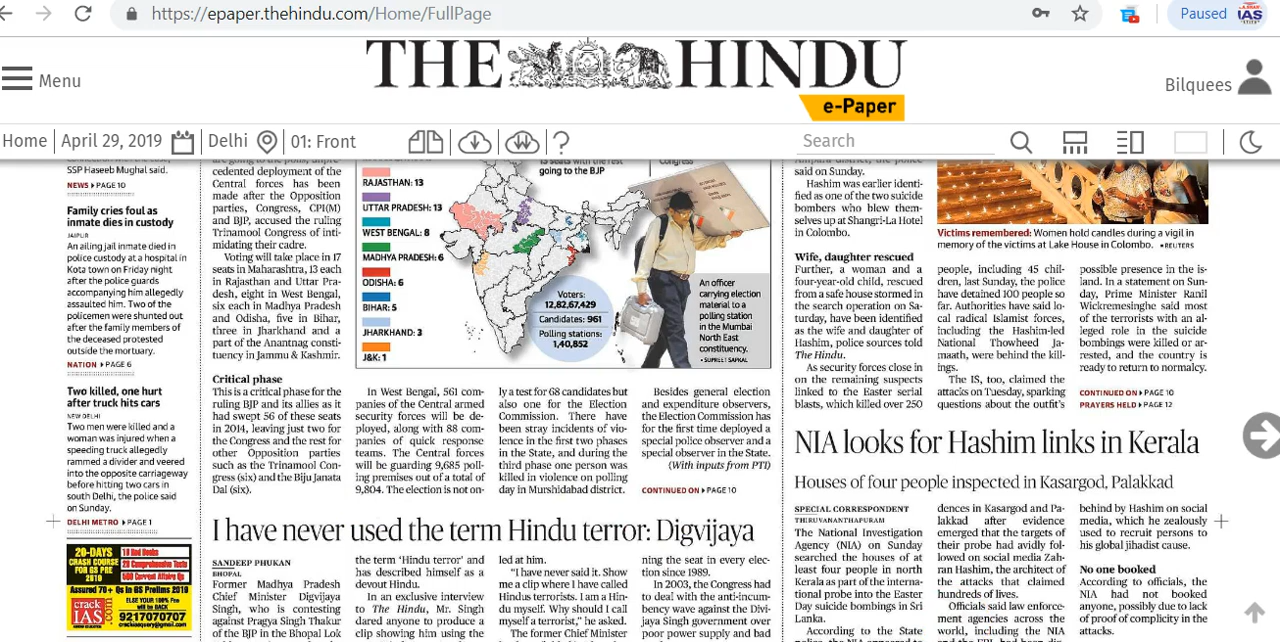 https://epaper.thehindu.com/Home/FullPage
Paused
IAS
Menu
THE HINDU
e-Paper
Bilquees
Home
April 29, 2019
Delhi
01: Front
Search
SSP Haseeb Mughal said.
NEWS ▸ PAGE 10
Family cries foul as
inmate dies in custody
JAIPUR
An ailing jail inmate died in
police custody at a hospital in
Kota town on Friday night
after the police guards
accompanying him allegedly
assaulted him. Two of the
policemen were shunted out
after the family members of
the deceased protested
outside the mortuary.
NATION ▸ PAGE 6
Two killed, one hurt
after truck hits cars
NEW DELHI
Two men were killed and a
woman was injured when a
speeding truck allegedly
rammed a divider and veered
into the opposite carriageway
before hitting two cars in
south Delhi, the police said
on Sunday.
DELHI METRO ▸ PAGE 1
20-DAYS
CRASH COURSE
FOR GS PRE
2019
Assured 70+ Qs in GS Prelims 2019
crack
IAS
ELSE YOUR 100% Fee
will be BACK
9217070707
cedented deployment of the
Central forces has been
made after the Opposition
parties, Congress, CPI(M)
and BJP, accused the ruling
Trinamool Congress of inti-
midating their cadre.
Voting will take place in 17
seats in Maharashtra, 13 each
in Rajasthan and Uttar Pra-
desh, eight in West Bengal,
six each in Madhya Pradesh
and Odisha, five in Bihar,
three in Jharkhand and a
part of the Anantnag consti-
tuency in Jammu & Kashmir.
RAJASTHAN: 13
UTTAR PRADESH: 13
WEST BENGAL: 8
MADHYA PRADESH: 6
ODISHA: 6
BIHAR: 5
JHARKHAND: 3
J&K: 1
13 seats with the rest
going to the BJP
Congress
Voters:
12,82,67,429
Candidates: 961
Polling stations:
1,40,852
An officer
carrying election
material to a
polling station
in the Mumbai
North East
constituency.
• SUPREET SAPKAL
Critical phase
This is a critical phase for the
ruling BJP and its allies as it
had swept 56 of these seats
in 2014, leaving just two for
the Congress and the rest for
other Opposition parties
such as the Trinamool Con-
gress (six) and the Biju Janata
Dal (six).
In West Bengal, 561 com-
panies of the Central armed
security forces will be de-
ployed, along with 88 com-
panies of quick response
teams. The Central forces
will be guarding 9,685 poll-
ing premises out of a total of
9,804. The election is not on-
ly a test for 68 candidates but
also one for the Election
Commission. There have
been stray incidents of vio-
lence in the first two phases
in the State, and during the
third phase one person was
killed in violence on polling
day in Murshidabad district.
Besides general election
and expenditure observers,
the Election Commission has
for the first time deployed a
special police observer and a
special observer in the State.
(With inputs from PTI)
CONTINUED ON ▸ PAGE 10
I have never used the term Hindu terror: Digvijaya
SANDEEP PHUKAN
BHOPAL
Former Madhya Pradesh
Chief Minister Digvijaya
Singh, who is contesting
against Pragya Singh Thakur
of the BJP in the Bhopal Lok
the term ‘Hindu terror’ and
has described himself as a
devout Hindu.
In an exclusive interview
to The Hindu, Mr. Singh
dared anyone to produce a
clip showing him using the
led at him.
“I have never said it. Show
me a clip where I have called
Hindus terrorists. I am a Hin-
du myself. Why should I call
myself a terrorist,” he asked.
The former Chief Minister
ning the seat in every elec-
tion since 1989.
In 2003, the Congress had
to deal with the anti-incum-
bency wave against the Divi-
jaya Singh government over
poor power supply and bad
said on Sunday.
Hashim was earlier identi-
fied as one of the two suicide
bombers who blew them-
selves up at Shangri-La Hotel
in Colombo.
Wife, daughter rescued
Further, a woman and a
four-year-old child, rescued
from a safe house stormed in
the search operation on Sa-
turday, have been identified
as the wife and daughter of
Hashim, police sources told
The Hindu.
As security forces close in
on the remaining suspects
linked to the Easter serial
blasts, which killed over 250
Victims remembered: Women hold candles during a vigil in
memory of the victims at Lake House in Colombo. • REUTERS
people, including 45 chil-
dren, last Sunday, the police
have detained 100 people so
far. Authorities have said lo-
cal radical Islamist forces,
including the Hashim-led
National Thowheed Ja-
maath, were behind the kill-
ings.
The IS, too, claimed the
attacks on Tuesday, sparking
questions about the outfit’s
possible presence in the is-
land. In a statement on Sun-
day, Prime Minister Ranil
Wickremesinghe said most
of the terrorists with an al-
leged role in the suicide
bombings were killed or ar-
rested, and the country is
ready to return to normalcy.
CONTINUED ON ▸ PAGE 10
PRAYERS HELD ▸ PAGE 12
NIA looks for Hashim links in Kerala
Houses of four people inspected in Kasargod, Palakkad
SPECIAL CORRESPONDENT
THIRUVANANTHAPURAM
The National Investigation
Agency (NIA) on Sunday
searched the houses of at
least four people in north
Kerala as part of the interna-
tional probe into the Easter
Day suicide bombings in Sri
Lanka.
According to the State
dences in Kasargod and Pa-
lakkad after evidence
emerged that the targets of
their probe had avidly fol-
lowed on social media Zah-
ran Hashim, the architect of
the attacks that claimed
hundreds of lives.
Officials said law enforce-
ment agencies across the
world, including the NIA
behind by Hashim on social
media, which he zealously
used to recruit persons to
his global jihadist cause.
No one booked
According to officials, the
NIA had not booked
anyone, possibly due to lack
of proof of complicity in the
attacks.